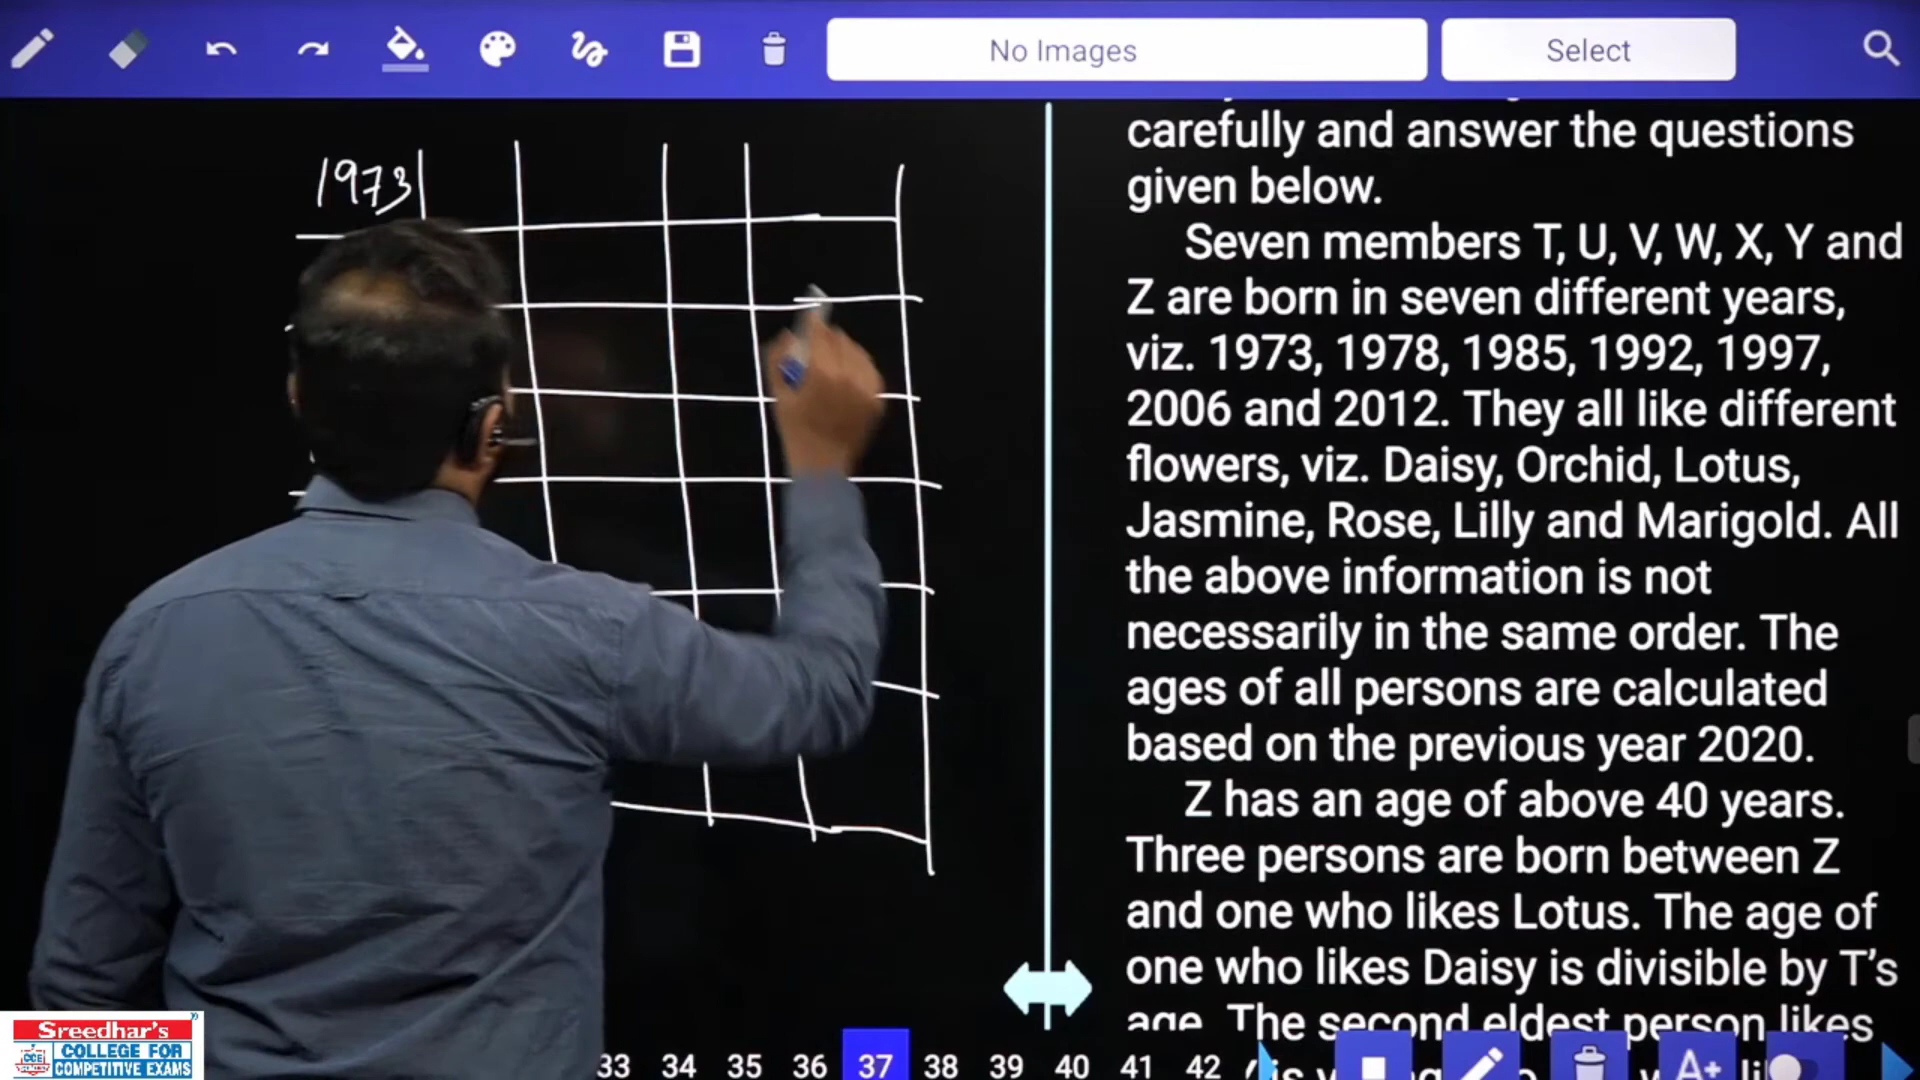 No Images
Select
1973
carefully and answer the questions
given below.
Seven members T, U, V, W, X, Y and
Z are born in seven different years,
viz. 1973, 1978, 1985, 1992, 1997,
2006 and 2012. They all like different
flowers, viz. Daisy, Orchid, Lotus,
Jasmine, Rose, Lilly and Marigold. All
the above information is not
necessarily in the same order. The
ages of all persons are calculated
based on the previous year 2020.
Z has an age of above 40 years.
Three persons are born between Z
and one who likes Lotus. The age of
one who likes Daisy is divisible by T's
age. The second eldest person likes
33 34 35 36 37 38 39 40 41 42
A+
Sreedhar's
CCE
COLLEGE FOR
COMPETITIVE EXAMS